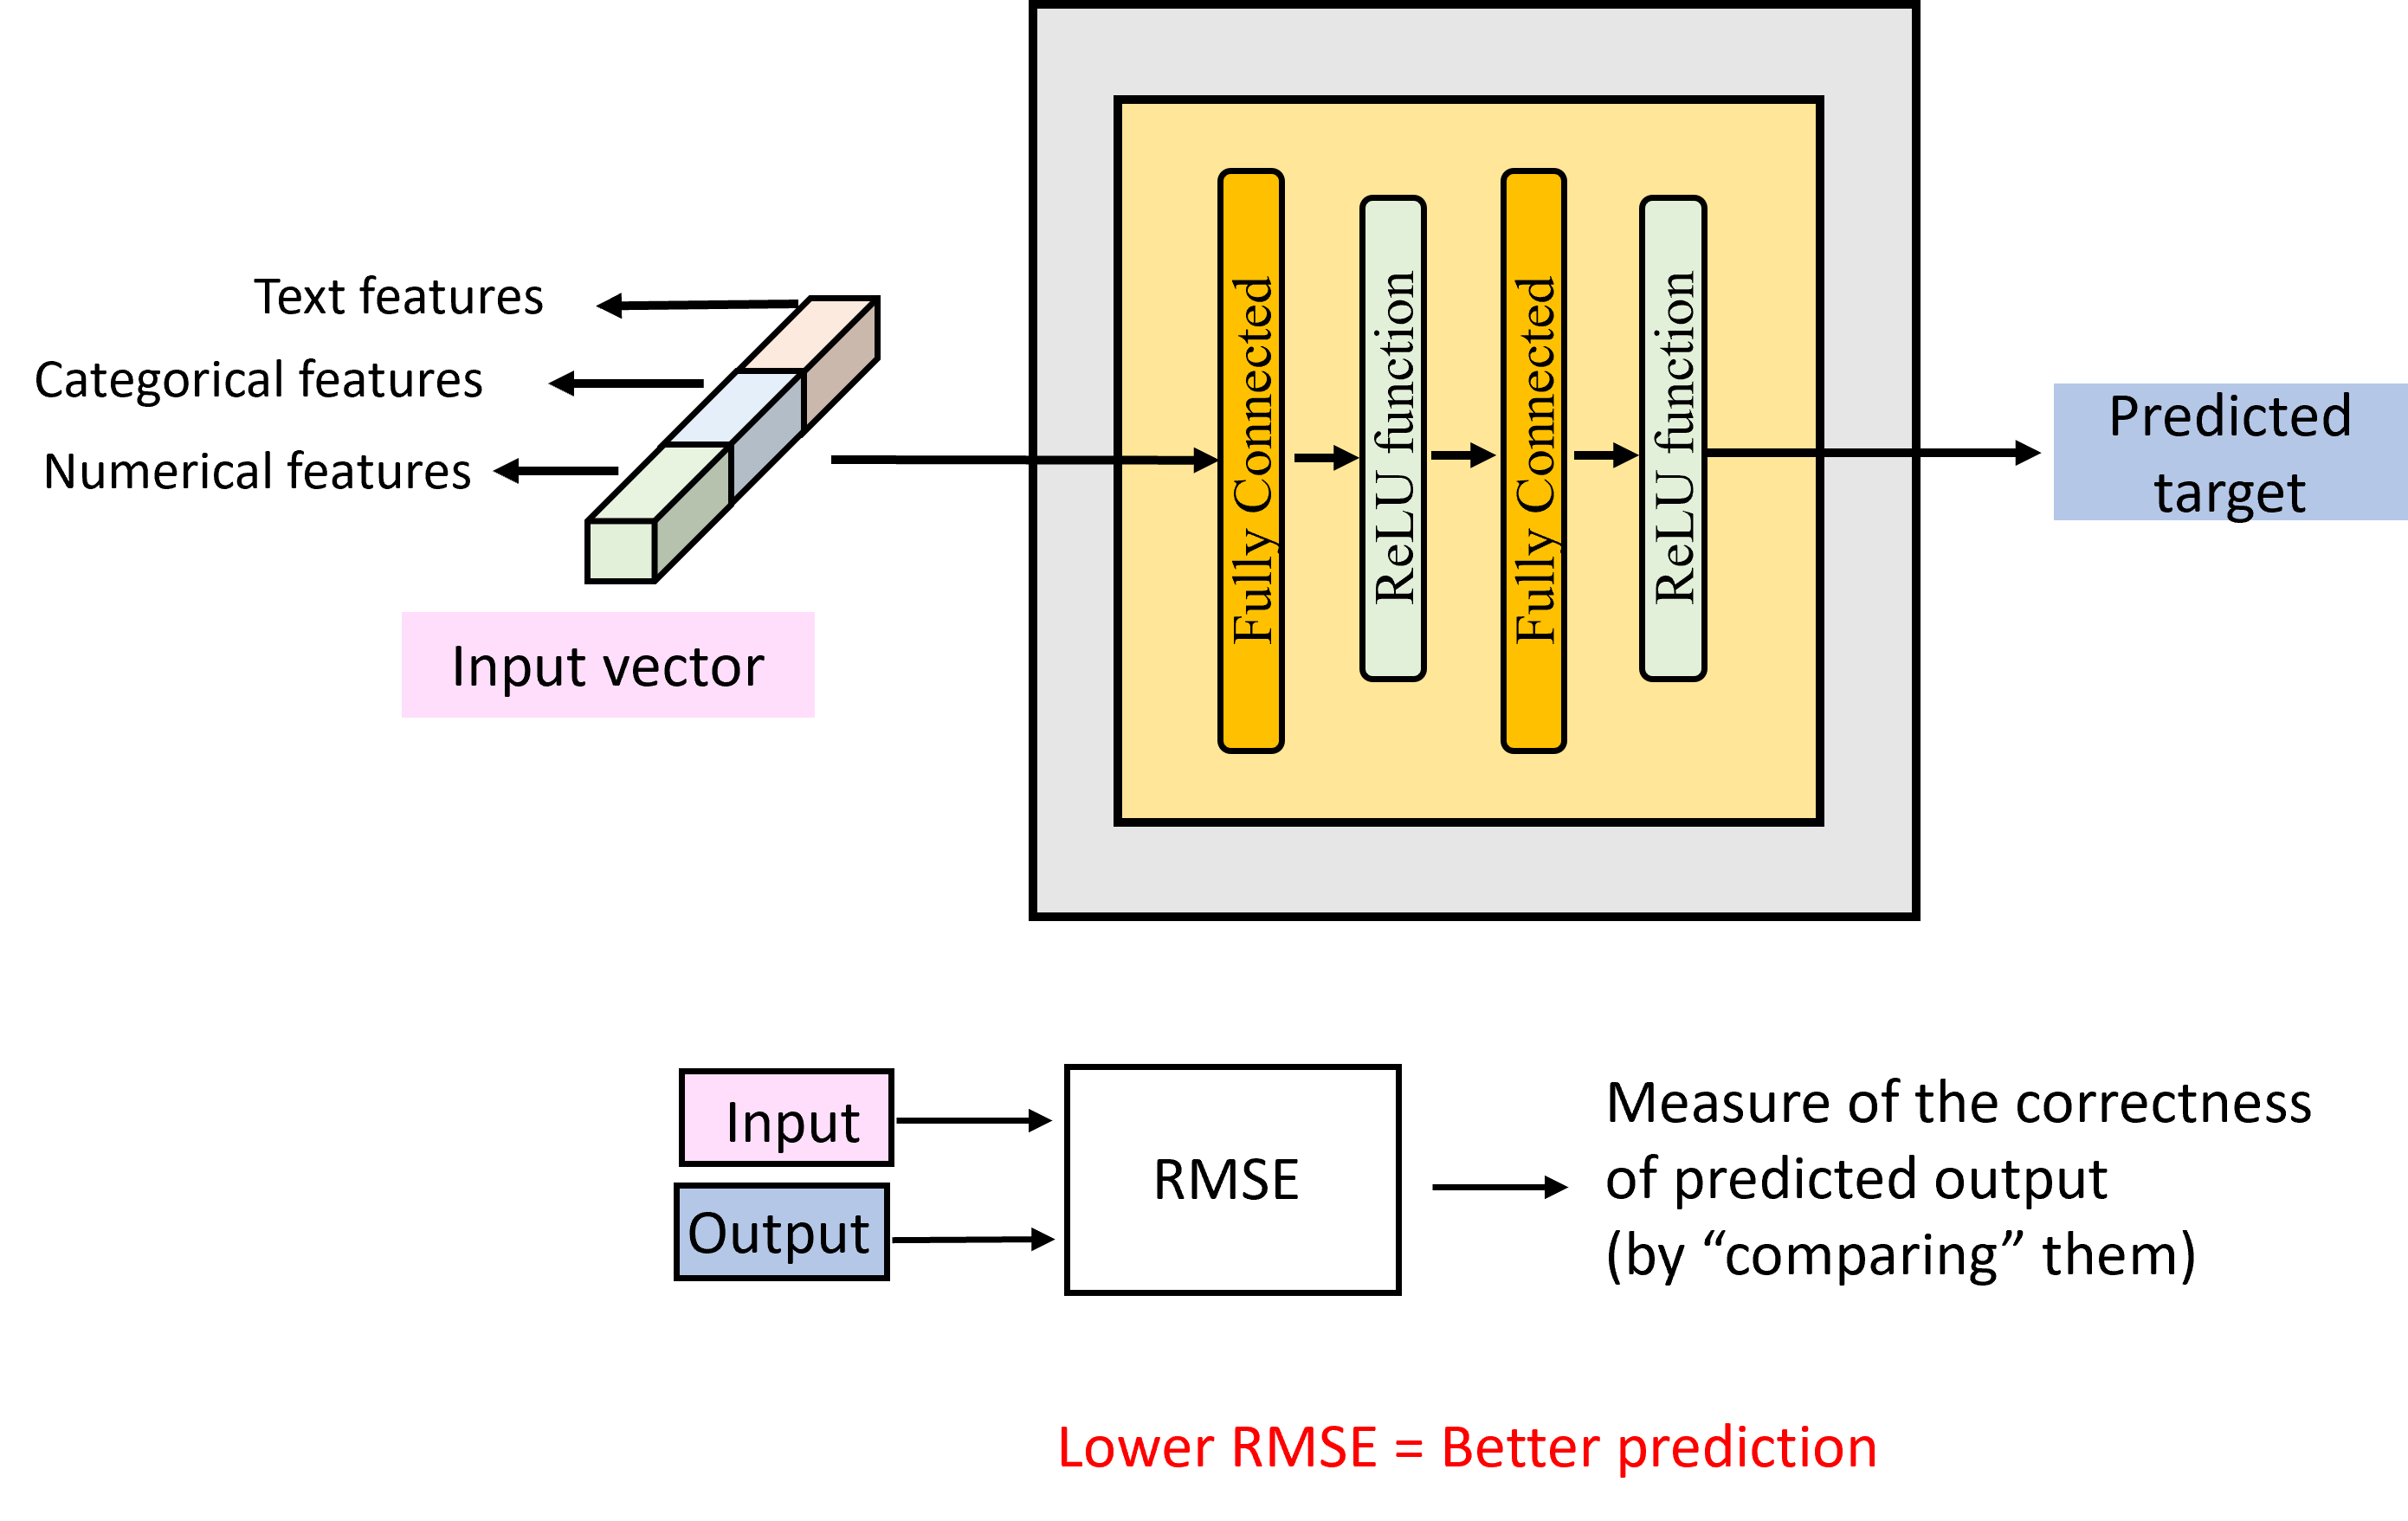 Text features
Categorical features
Numerical features
Input vector
Fully Connected
ReLU function
Fully Connected
ReLU function
Predicted
target
Input
Output
RMSE
Measure of the correctness
of predicted output
(by “comparing” them)
Lower RMSE = Better prediction